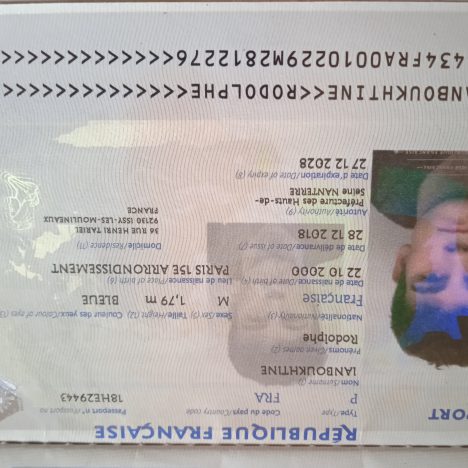 RÉPUBLIQUE FRANÇAISE
PORT
Type/Type
Code du pays/Country code
Passeport n°/Passport no
P
FRA
18HE29443
Nom/Surname (1)
IANBOUKHTINE
Prénoms/Given names (2)
Rodolphe
Nationalité/Nationality
Française
Sexe/Sex (5)
Taille/Height (12)
Couleur des yeux/Colour of eyes (13)
M
1,79 m
BLEUE
Date de naissance/Date of birth (4)
Lieu de naissance/Place of birth (6)
22 10 2000
PARIS 15E ARRONDISSEMENT
Date de délivrance/Date of issue (7)
28 12 2018
Domicile/Residence (11)
36 RUE HENRI TARIEL
92130 ISSY-LES-MOULINEAUX
FRANCE
Autorité/Authority (9)
Préfecture des Hauts-de-
Seine NANTERRE
Date d'expiration/Date of expiry (8)
27 12 2028
ANBOUKHTINE<<RODOLPHE<<<<<<<<<<<<<<<
434FRA0010229M2812276<<<<<<<<<<<<<<<